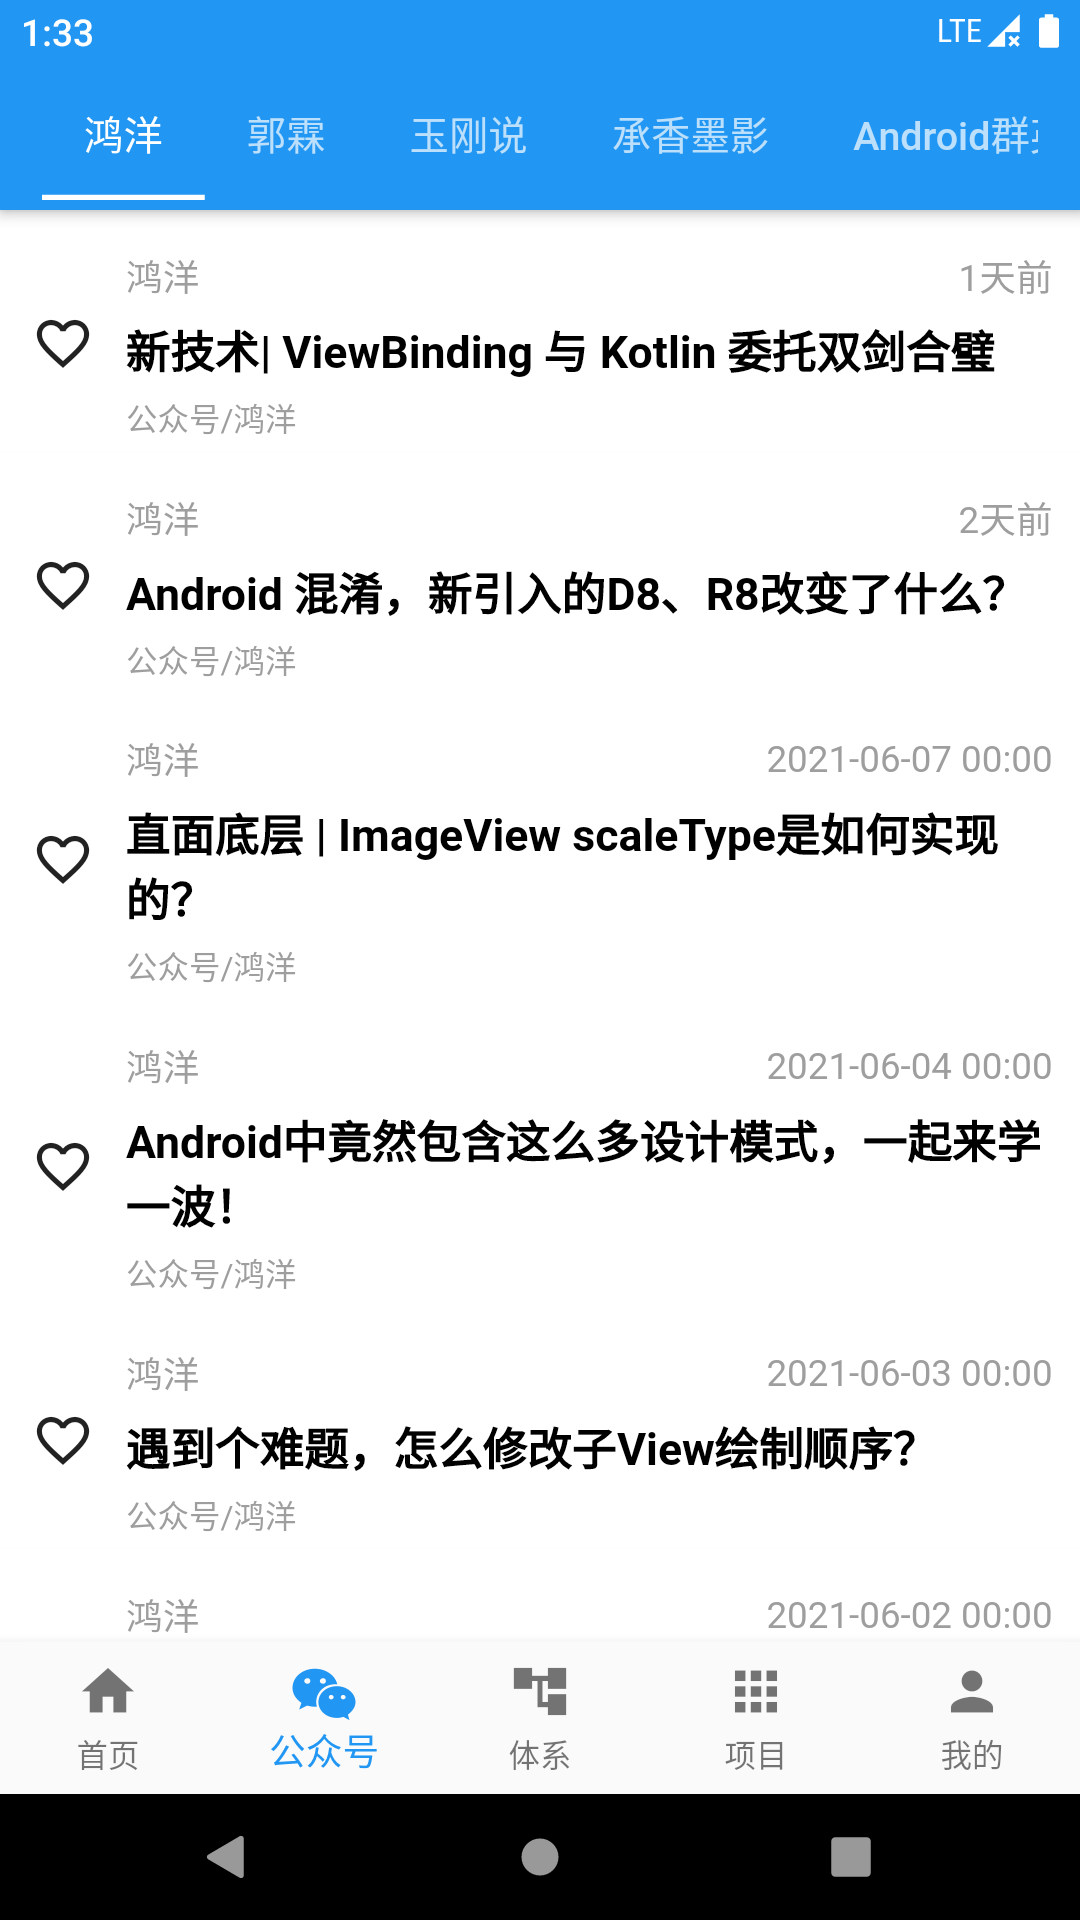 1:33 LTE
鸿洋 郭霖 玉刚说 承香墨影 Android群
鸿洋 1天前
新技术| ViewBinding 与 Kotlin 委托双剑合璧
公众号/鸿洋
鸿洋 2天前
Android 混淆，新引入的D8、R8改变了什么？
公众号/鸿洋
鸿洋 2021-06-07 00:00
直面底层 | ImageView scaleType是如何实现
的？
公众号/鸿洋
鸿洋 2021-06-04 00:00
Android中竟然包含这么多设计模式，一起来学
一波！
公众号/鸿洋
鸿洋 2021-06-03 00:00
遇到个难题，怎么修改子View绘制顺序？
公众号/鸿洋
鸿洋 2021-06-02 00:00
首页 公众号 体系 项目 我的